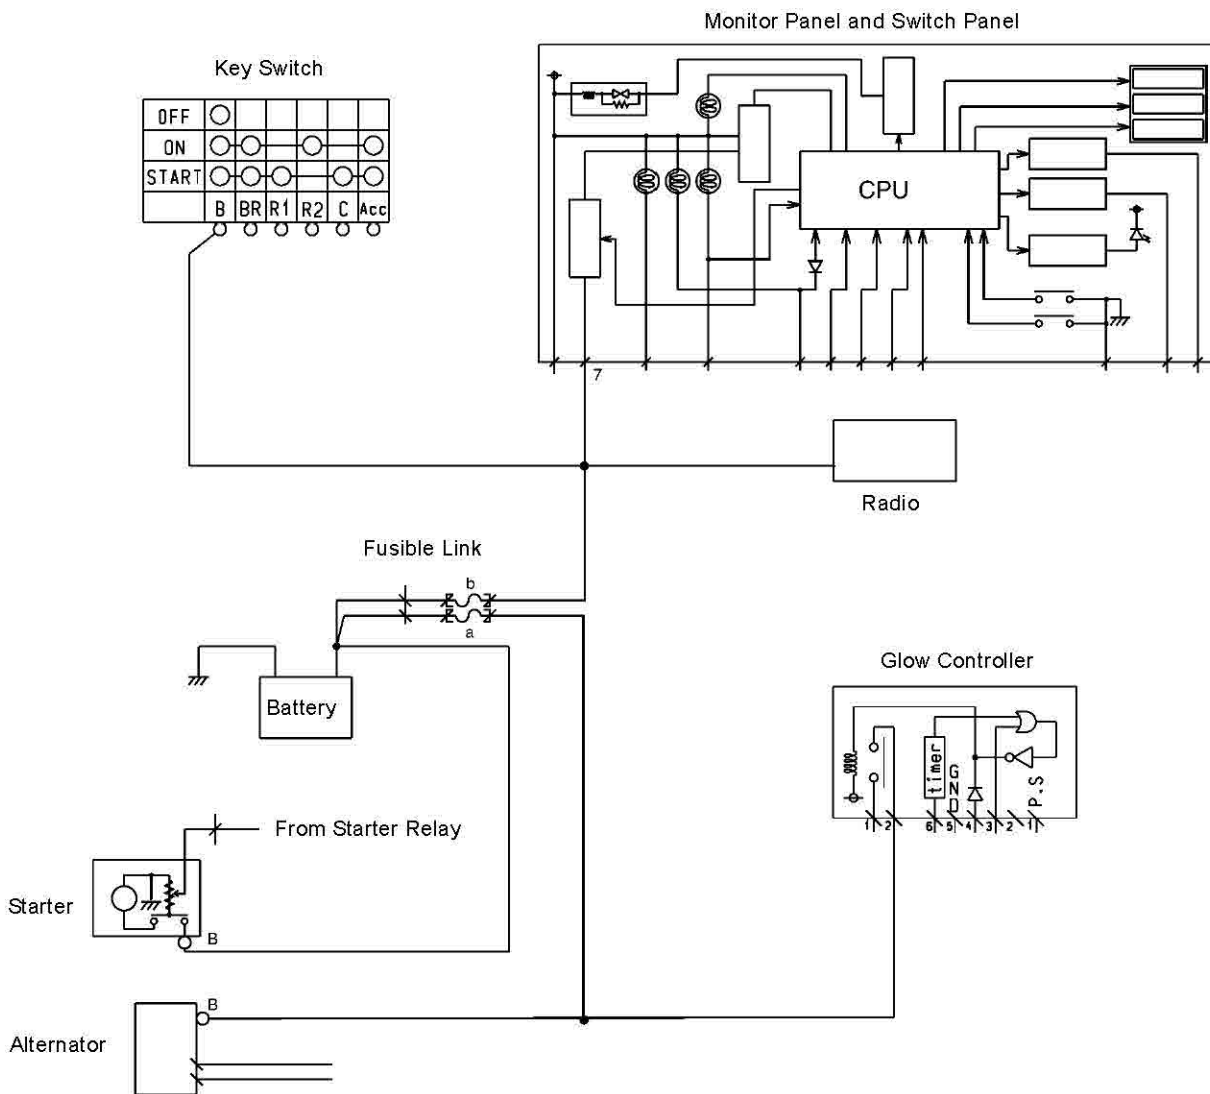 Monitor Panel and Switch Panel
Key Switch
OFF
ON
START
B BR R1 R2 C Acc
CPU
7
Radio
Fusible Link
b
a
Battery
Glow Controller
timer
GND
P.S
1 2 6 5 4 3 2 1
From Starter Relay
Starter
B
B
Alternator